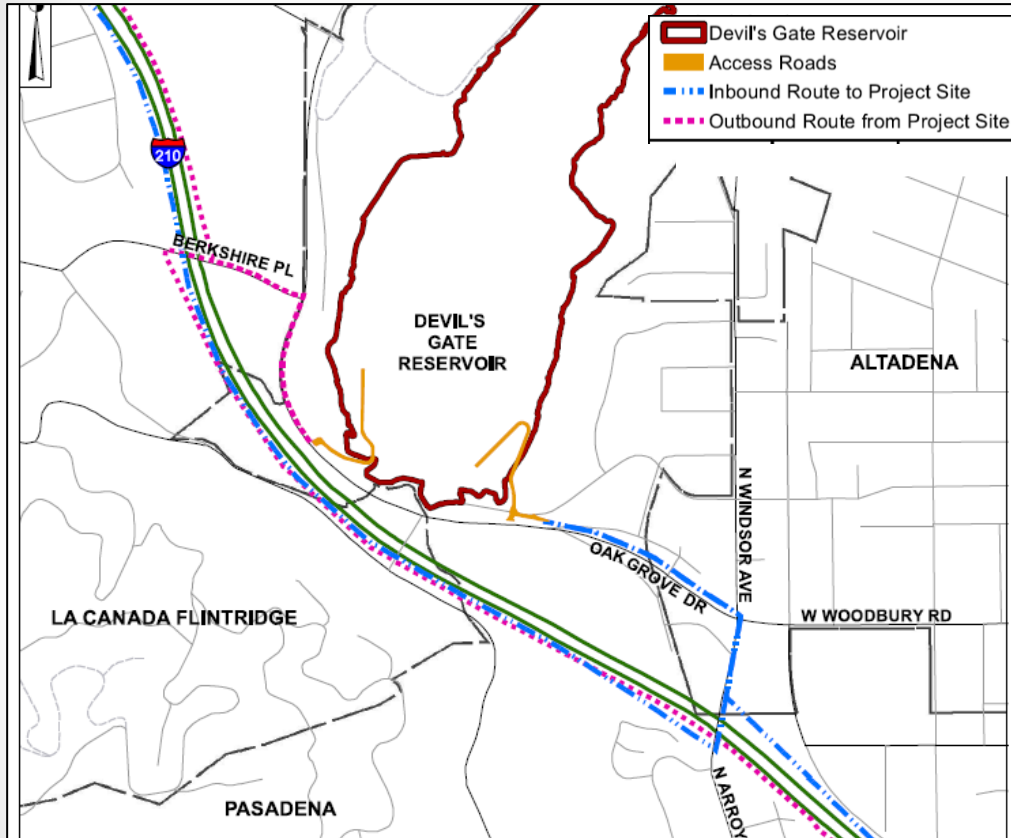 Devil's Gate Reservoir
Access Roads
Inbound Route to Project Site
Outbound Route from Project Site
210
BERKSHIRE PL
DEVIL'S
GATE
RESERVOIR
ALTADENA
N WINDSOR AVE
OAK GROVE DR
W WOODBURY RD
LA CANADA FLINTRIDGE
N ARROY
PASADENA